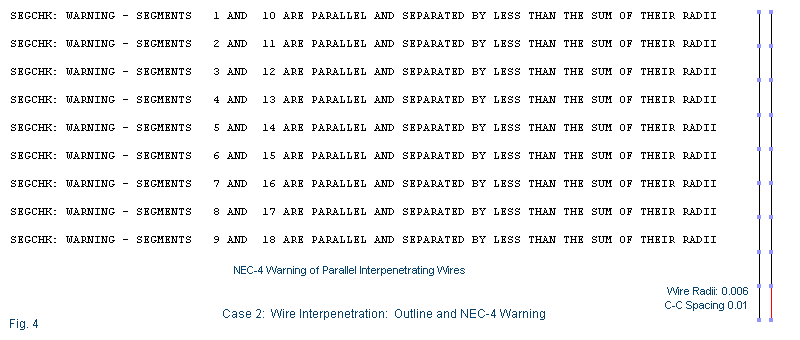 SEGCHK: WARNING - SEGMENTS 1 AND 10 ARE PARALLEL AND SEPARATED BY LESS THAN THE SUM OF THEIR RADII
SEGCHK: WARNING - SEGMENTS 2 AND 11 ARE PARALLEL AND SEPARATED BY LESS THAN THE SUM OF THEIR RADII
SEGCHK: WARNING - SEGMENTS 3 AND 12 ARE PARALLEL AND SEPARATED BY LESS THAN THE SUM OF THEIR RADII
SEGCHK: WARNING - SEGMENTS 4 AND 13 ARE PARALLEL AND SEPARATED BY LESS THAN THE SUM OF THEIR RADII
SEGCHK: WARNING - SEGMENTS 5 AND 14 ARE PARALLEL AND SEPARATED BY LESS THAN THE SUM OF THEIR RADII
SEGCHK: WARNING - SEGMENTS 6 AND 15 ARE PARALLEL AND SEPARATED BY LESS THAN THE SUM OF THEIR RADII
SEGCHK: WARNING - SEGMENTS 7 AND 16 ARE PARALLEL AND SEPARATED BY LESS THAN THE SUM OF THEIR RADII
SEGCHK: WARNING - SEGMENTS 8 AND 17 ARE PARALLEL AND SEPARATED BY LESS THAN THE SUM OF THEIR RADII
SEGCHK: WARNING - SEGMENTS 9 AND 18 ARE PARALLEL AND SEPARATED BY LESS THAN THE SUM OF THEIR RADII
NEC-4 Warning of Parallel Interpenetrating Wires
Wire Radii: 0.006
C-C Spacing 0.01
Case 2: Wire Interpenetration: Outline and NEC-4 Warning
Fig. 4